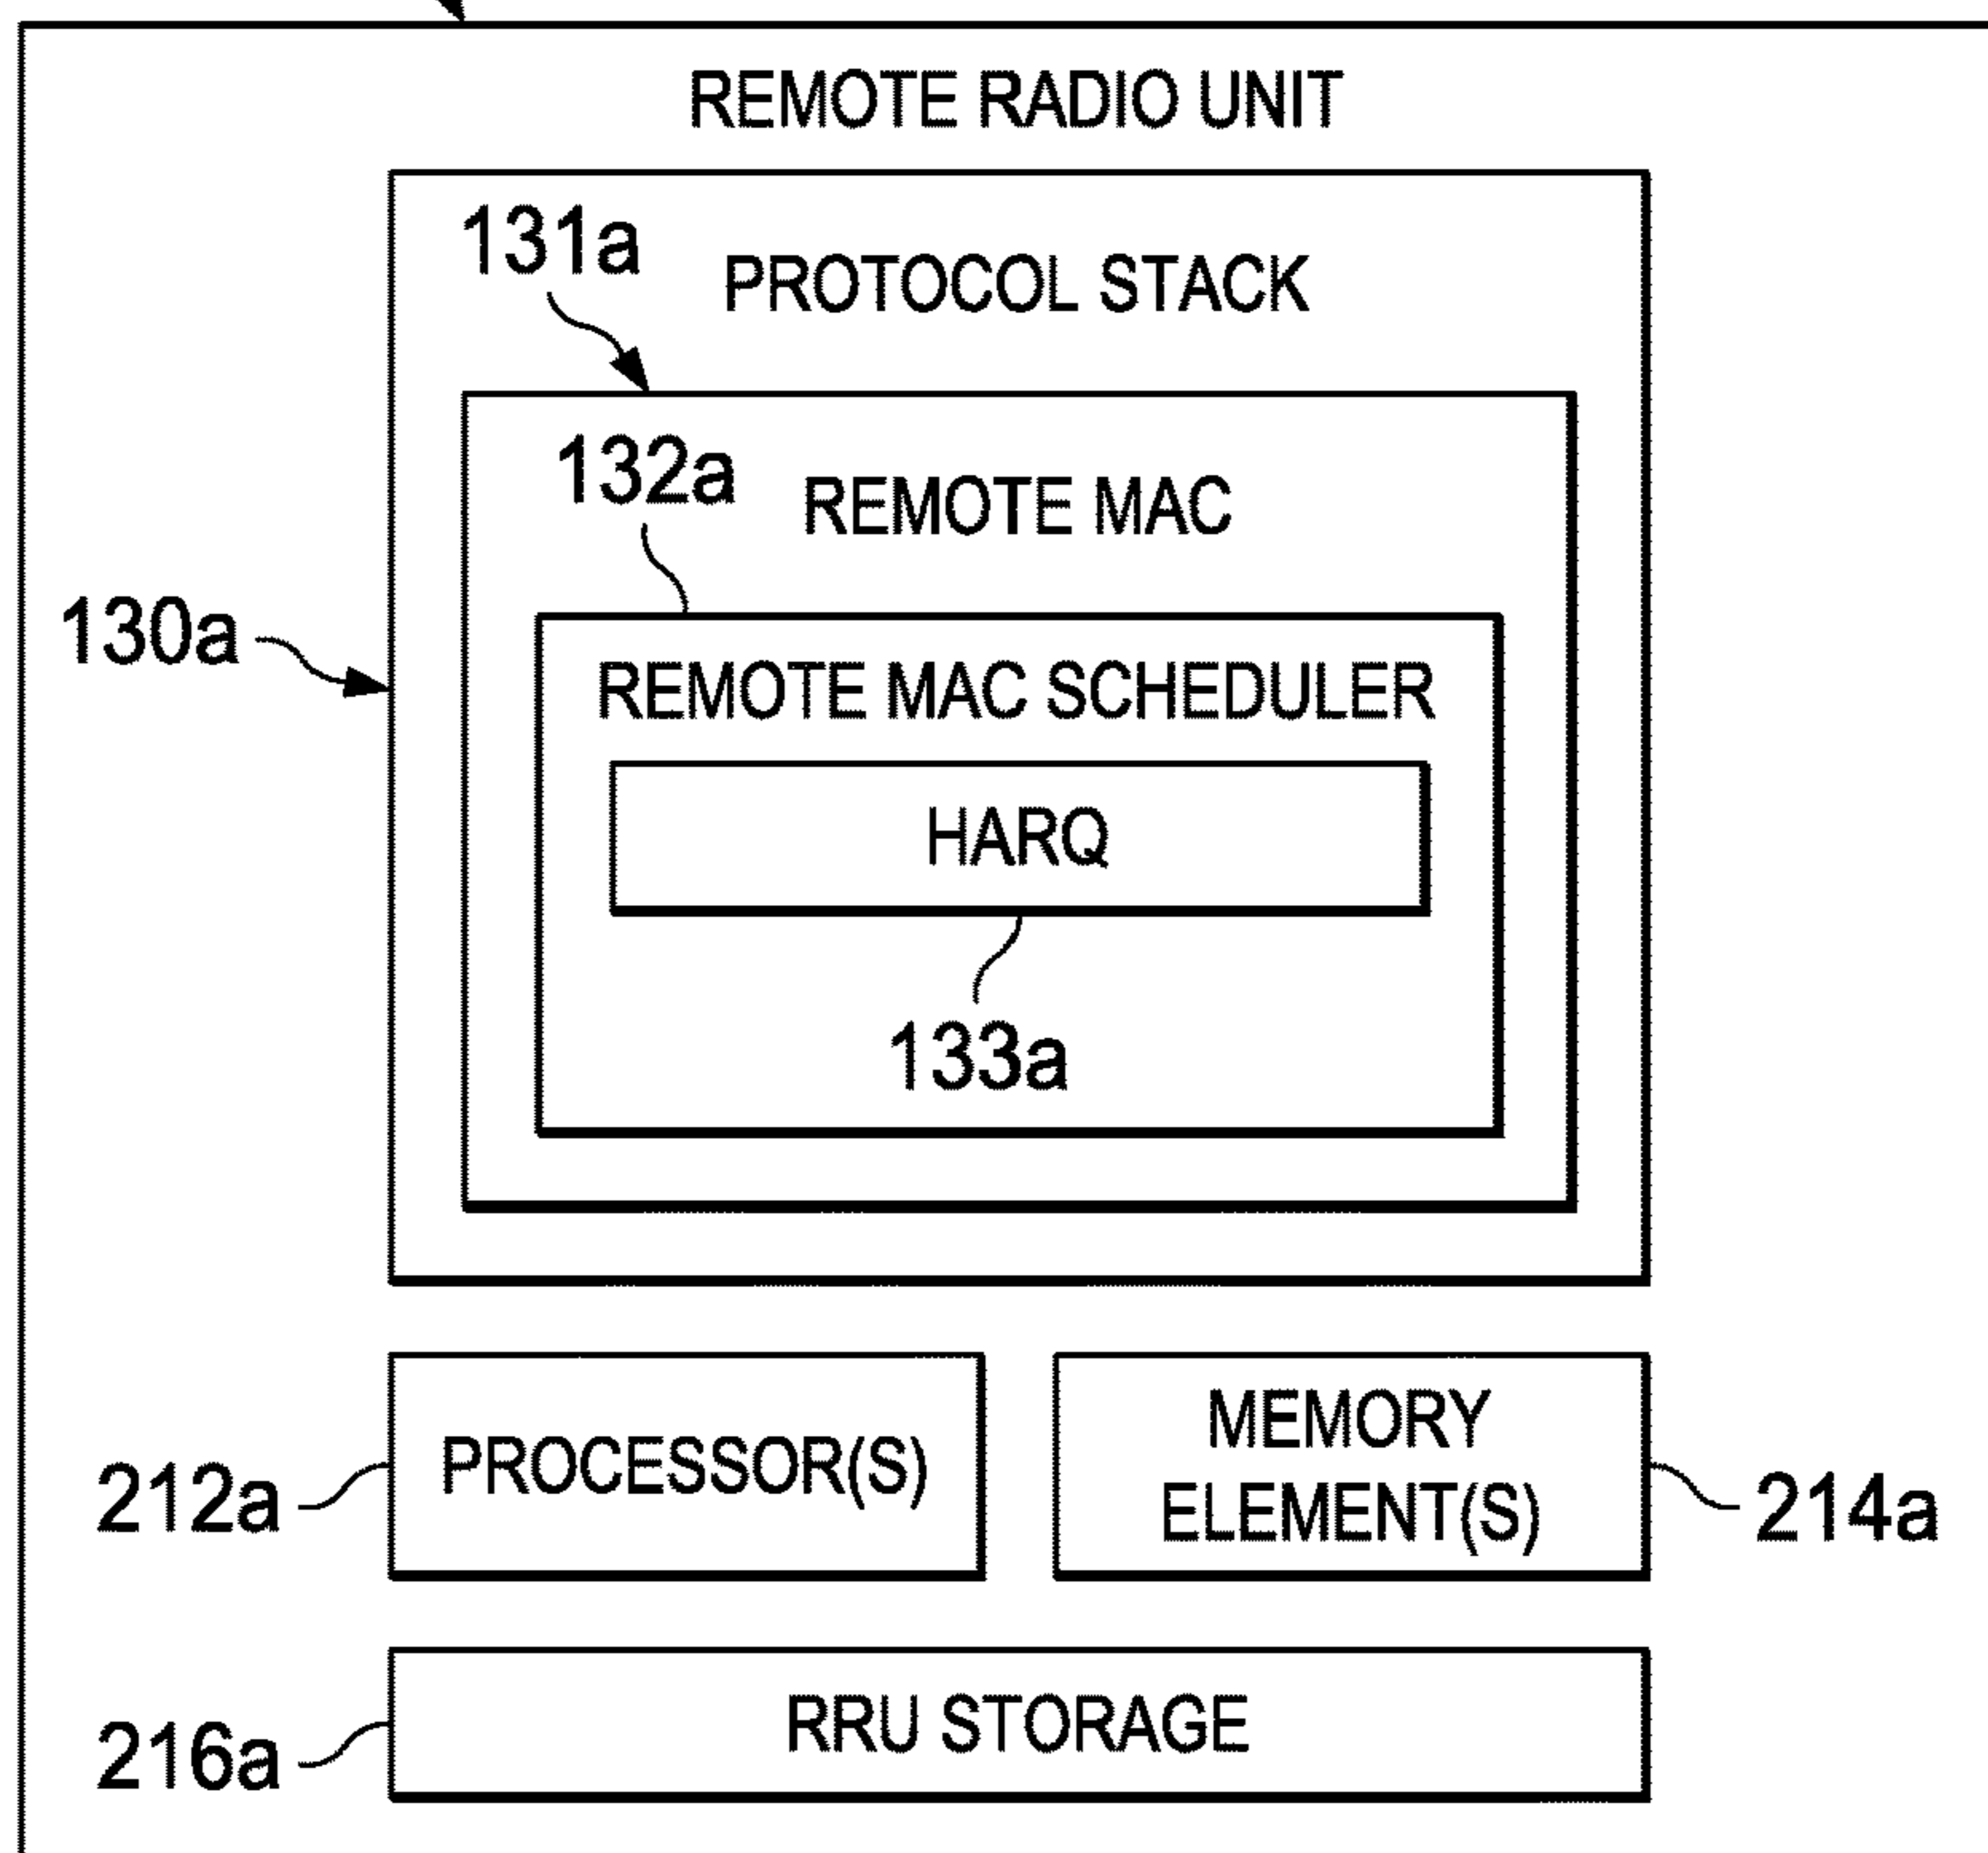 REMOTE RADIO UNIT
131a
PROTOCOL STACK
132a
REMOTE MAC
130a
REMOTE MAC SCHEDULER
HARQ
133a
212a
PROCESSOR(S)
MEMORY
ELEMENT(S)
214a
216a
RRU STORAGE